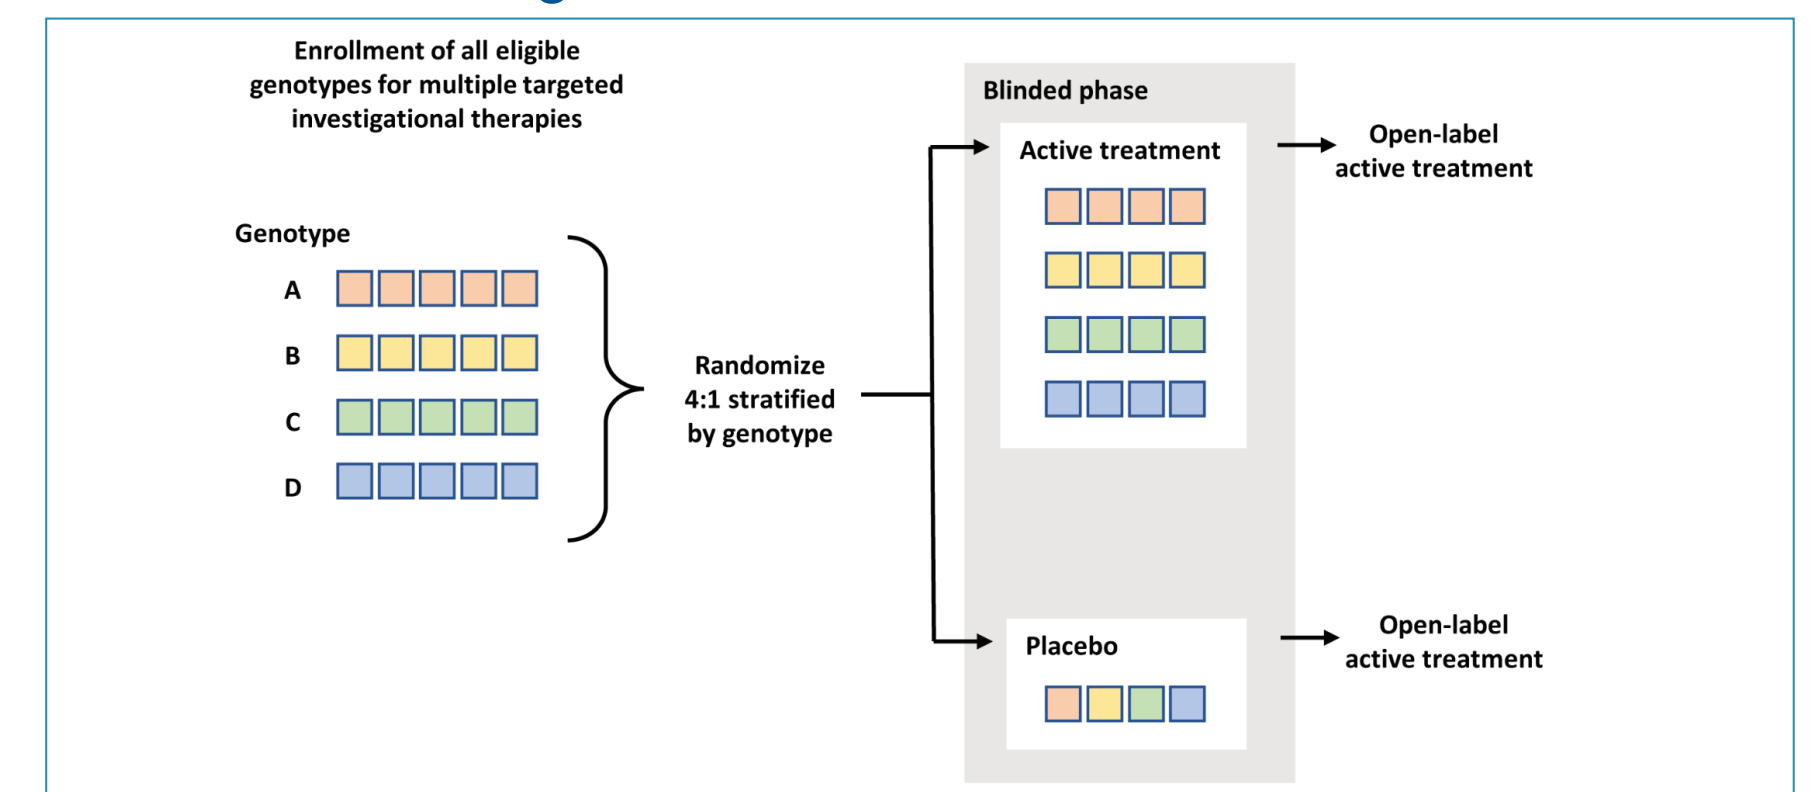 Enrollment of all eligible
genotypes for multiple targeted
investigational therapies
Genotype
A
B
C
D
Randomize
4:1 stratified
by genotype
Blinded phase
Active treatment
Open-label
active treatment
Placebo
Open-label
active treatment